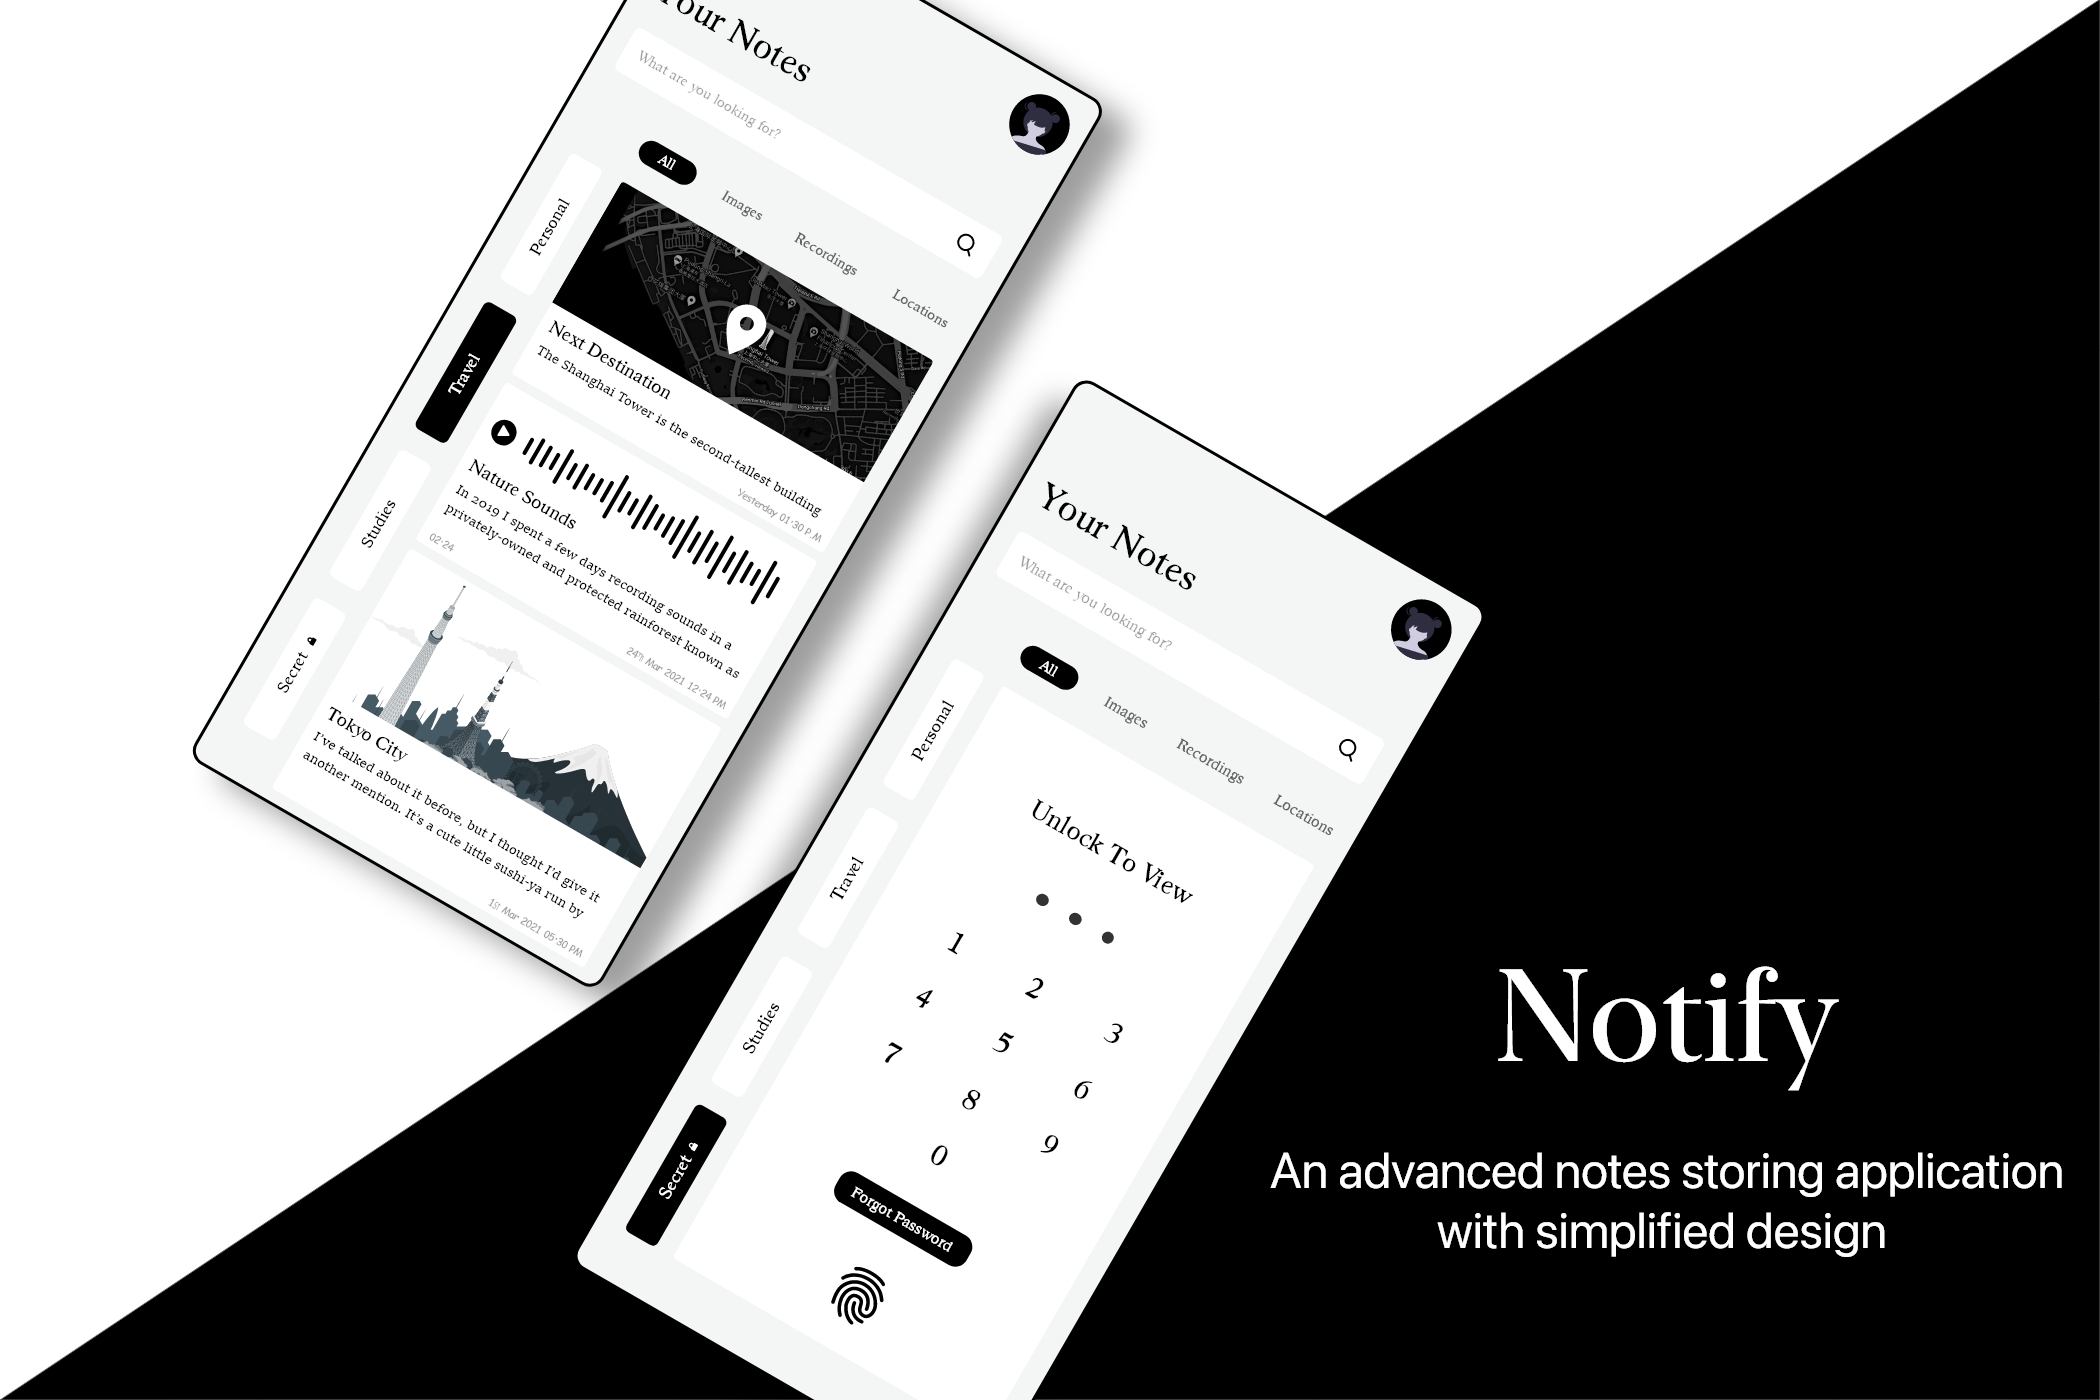 Your Notes
What are you looking for?
All
Images
Recordings
Locations
Personal
Travel
Studies
Secret
Next Destination
The Shanghai Tower is the second-tallest building
Yesterday 01:30 P.M
Nature Sounds
In 2019 I spent a few days recording sounds in a
privately-owned and protected rainforest known as
02:24
24th Mar 2021 12:24 PM
Tokyo City
I've talked about it before, but I thought I'd give it
another mention. It's a cute little sushi-ya run by
1st Mar 2021 05:30 PM
Your Notes
What are you looking for?
All
Images
Recordings
Locations
Personal
Travel
Studies
Secret
Unlock To View
1 2 3
4 5 6
7 8 9
0
Forgot Password
Notify
An advanced notes storing application
with simplified design